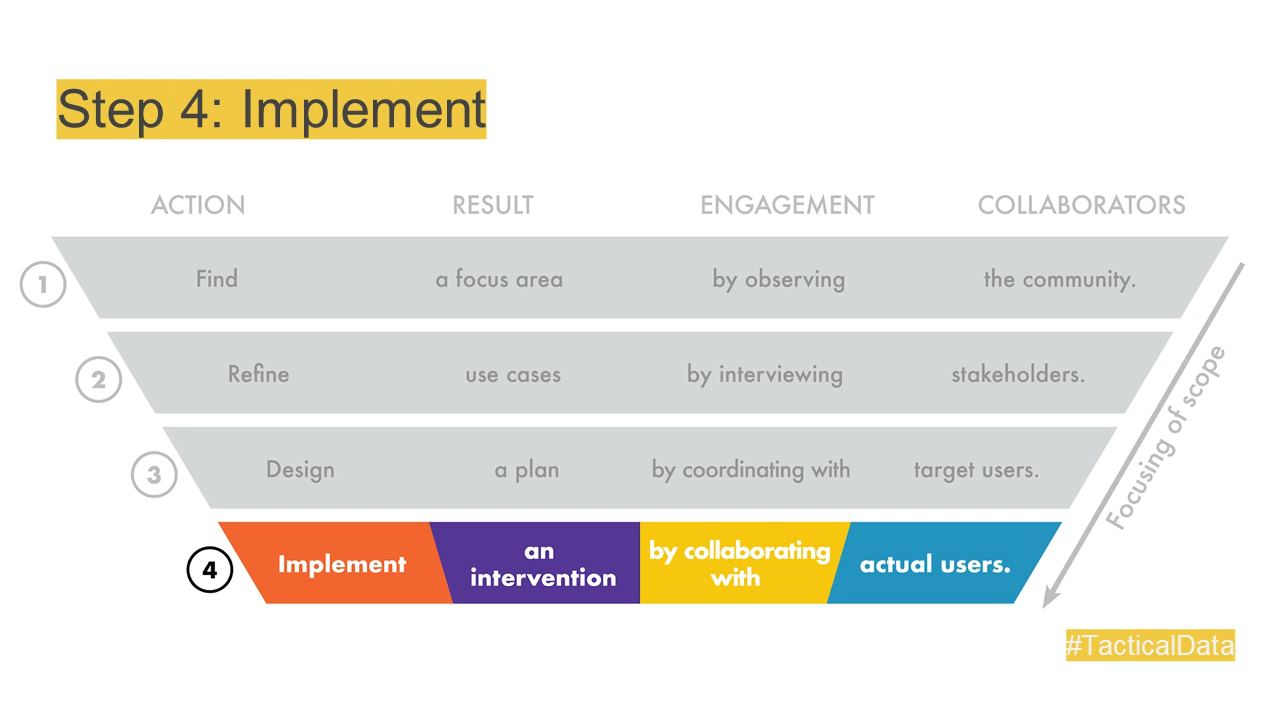 Step 4: Implement
ACTION RESULT ENGAGEMENT COLLABORATORS
1 Find a focus area by observing the community.
2 Refine use cases by interviewing stakeholders.
3 Design a plan by coordinating with target users.
4 Implement an intervention by collaborating with actual users.
Focusing of scope
#TacticalData